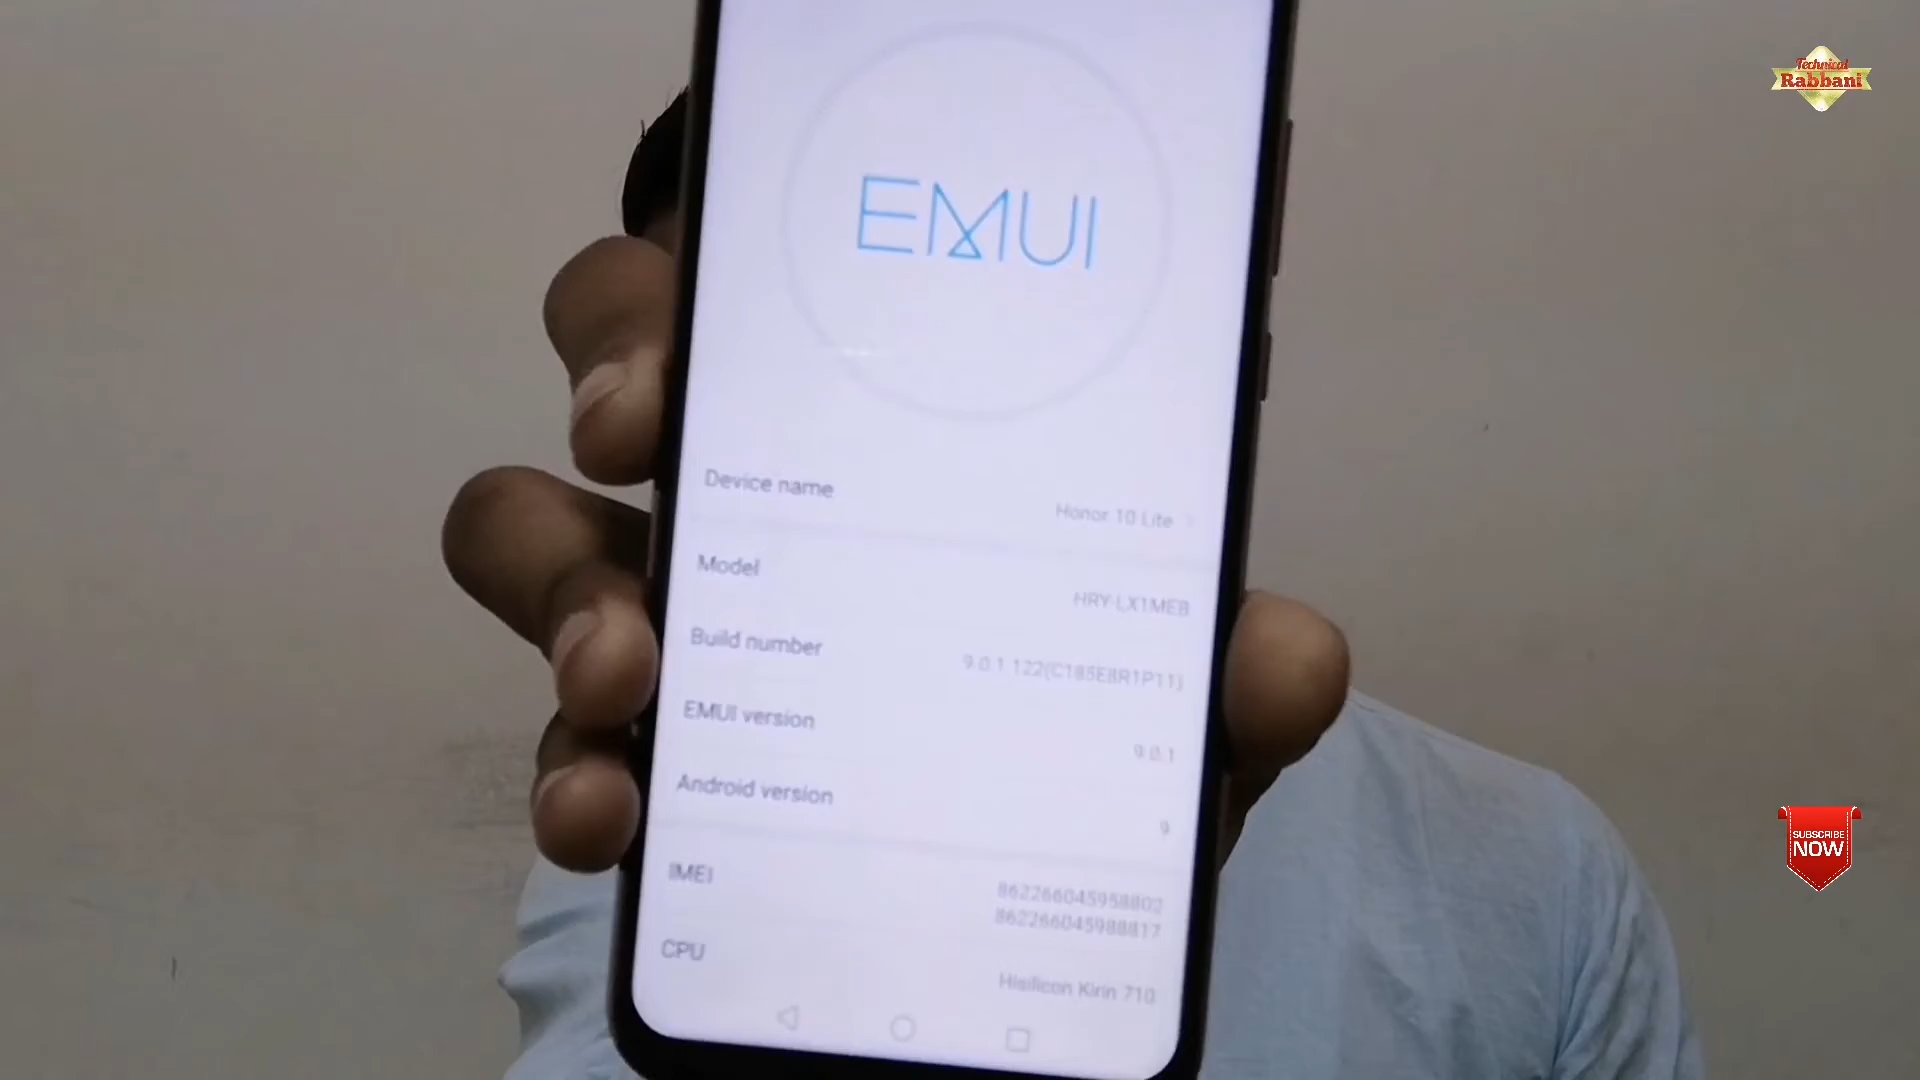 Technical
Rabbani
EMUI
Device name
Honor 10 Lite
Model
HRY-LX1MEB
Build number
9.0.1.122(C185E8R1P11)
EMUI version
9.0.1
Android version
9
IMEI
CPU
Hisilicon Kirin 710
SUBSCRIBE
NOW